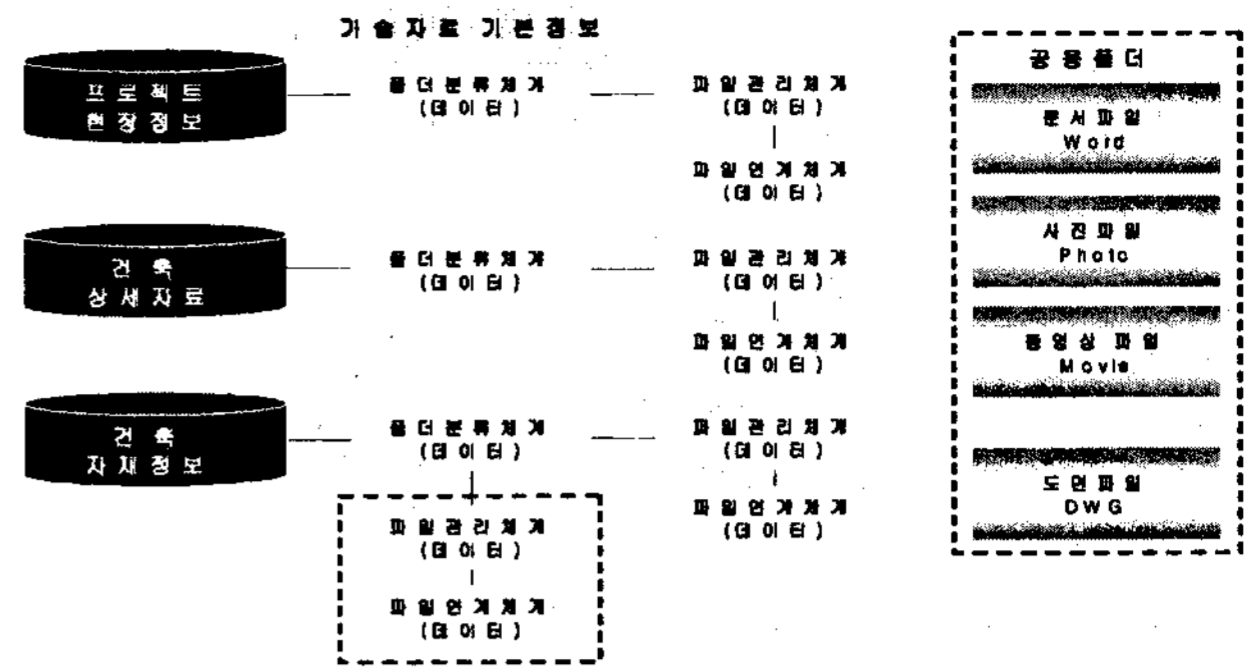 기술자료 기본정보
프로젝트
현장정보
폴더분류체계
(데이터)
파일관리체계
(데이터)
파일연계체계
(데이터)
건축
상세자료
폴더분류체계
(데이터)
파일관리체계
(데이터)
파일연계체계
(데이터)
건축
자재정보
폴더분류체계
(데이터)
파일관리체계
(데이터)
파일연계체계
(데이터)
파일관리체계
(데이터)
파일연계체계
(데이터)
공용폴더
문서파일
Word
사진파일
Photo
동영상 파일
Movie
도면파일
DWG